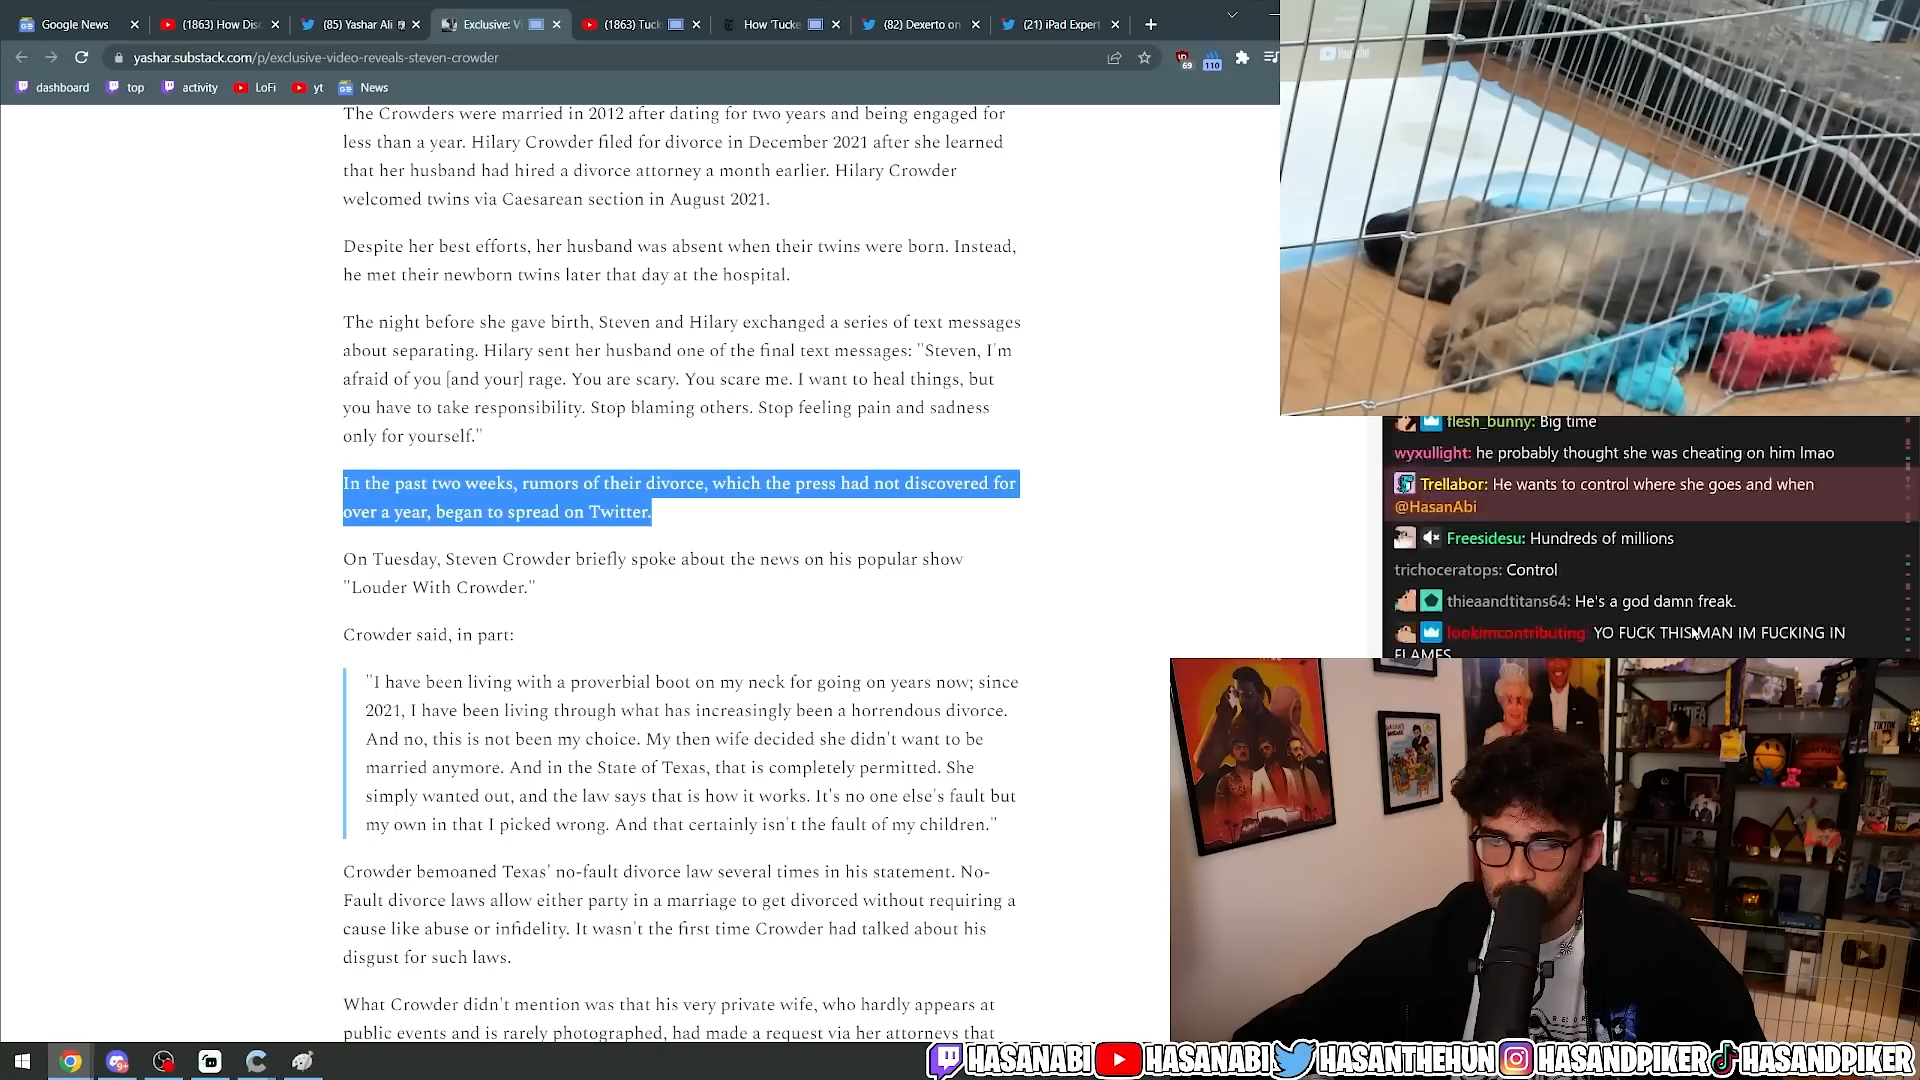 Google News
(1863) How Disc
(85) Yashar Ali
Exclusive: Vi
(1863) Tuck
How 'Tucke
(82) Dexerto on
(21) iPad Expert
yashar.substack.com/p/exclusive-video-reveals-steven-crowder
69
110
dashboard
top
activity
LoFi
yt
News
The Crowders were married in 2012 after dating for two years and being engaged for
less than a year. Hilary Crowder filed for divorce in December 2021 after she learned
that her husband had hired a divorce attorney a month earlier. Hilary Crowder
welcomed twins via Caesarean section in August 2021.
Despite her best efforts, her husband was absent when their twins were born. Instead,
he met their newborn twins later that day at the hospital.
The night before she gave birth, Steven and Hilary exchanged a series of text messages
about separating. Hilary sent her husband one of the final text messages: "Steven, I'm
afraid of you [and your] rage. You are scary. You scare me. I want to heal things, but
you have to take responsibility. Stop blaming others. Stop feeling pain and sadness
only for yourself."
In the past two weeks, rumors of their divorce, which the press had not discovered for
over a year, began to spread on Twitter.
On Tuesday, Steven Crowder briefly spoke about the news on his popular show
"Louder With Crowder."
Crowder said, in part:
"I have been living with a proverbial boot on my neck for going on years now; since
2021, I have been living through what has increasingly been a horrendous divorce.
And no, this is not been my choice. My then wife decided she didn't want to be
married anymore. And in the State of Texas, that is completely permitted. She
simply wanted out, and the law says that is how it works. It's no one else's fault but
my own in that I picked wrong. And that certainly isn't the fault of my children."
Crowder bemoaned Texas' no-fault divorce law several times in his statement. No-
Fault divorce laws allow either party in a marriage to get divorced without requiring a
cause like abuse or infidelity. It wasn't the first time Crowder had talked about his
disgust for such laws.
What Crowder didn't mention was that his very private wife, who hardly appears at
public events and is rarely photographed, had made a request via her attorneys that
YouTube
flesh_bunny: Big time
wyxullight: he probably thought she was cheating on him lmao
Trellabor: He wants to control where she goes and when
@HasanAbi
Freesidesu: Hundreds of millions
trichoceratops: Control
thieaandtitans64: He's a god damn freak.
lookimcontributing YO FUCK THIS MAN IM FUCKING IN
FLAMES
HASANABI
HASANABI
HASANTHEHUN
HASANDPIKER
HASANDPIKER